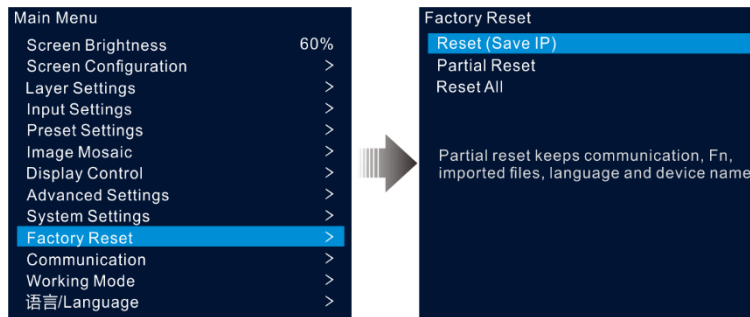 Main Menu
Screen Brightness 60%
Screen Configuration >
Layer Settings >
Input Settings >
Preset Settings >
Image Mosaic >
Display Control >
Advanced Settings >
System Settings >
Factory Reset >
Communication >
Working Mode >
语言/Language >
Factory Reset
Reset (Save IP)
Partial Reset
Reset All
Partial reset keeps communication, Fn,
imported files, language and device name